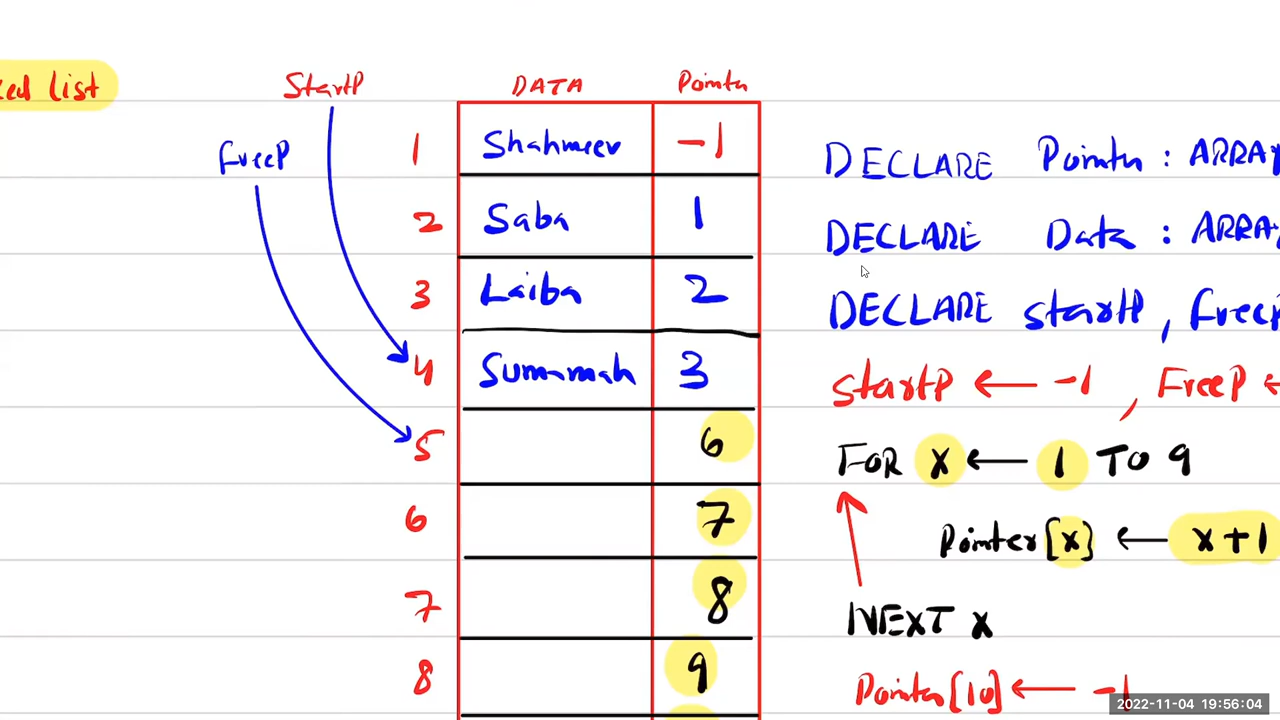 ked list
StartP
FreeP
DATA Pointer
1 Shahmeer -1
2 Saba 1
3 Laiba 2
4 Sumamah 3
5 6
6 7
7 8
8 9
DECLARE Pointer : ARRAY
DECLARE Data : ARRAY
DECLARE startP , FreeP
startP ← -1 , FreeP ←
FOR x ← 1 TO 9
Pointer[x] ← x+1
NEXT x
Pointer[10] ← -1
2022-11-04 19:56:04